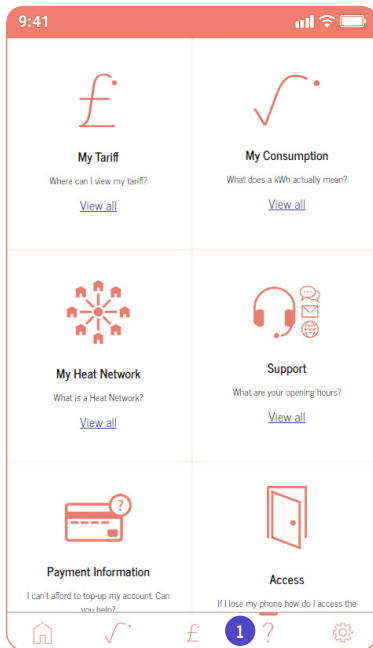 9:41
My Tariff
Where can I view my tariff?
View all
My Consumption
What does a kWh actually mean?
View all
My Heat Network
What is a Heat Network?
View all
Support
What are your opening hours?
View all
?
Payment Information
I can't afford to top-up my account. Can
you help?
Access
If I lose my phone how do I access the
£
1
?